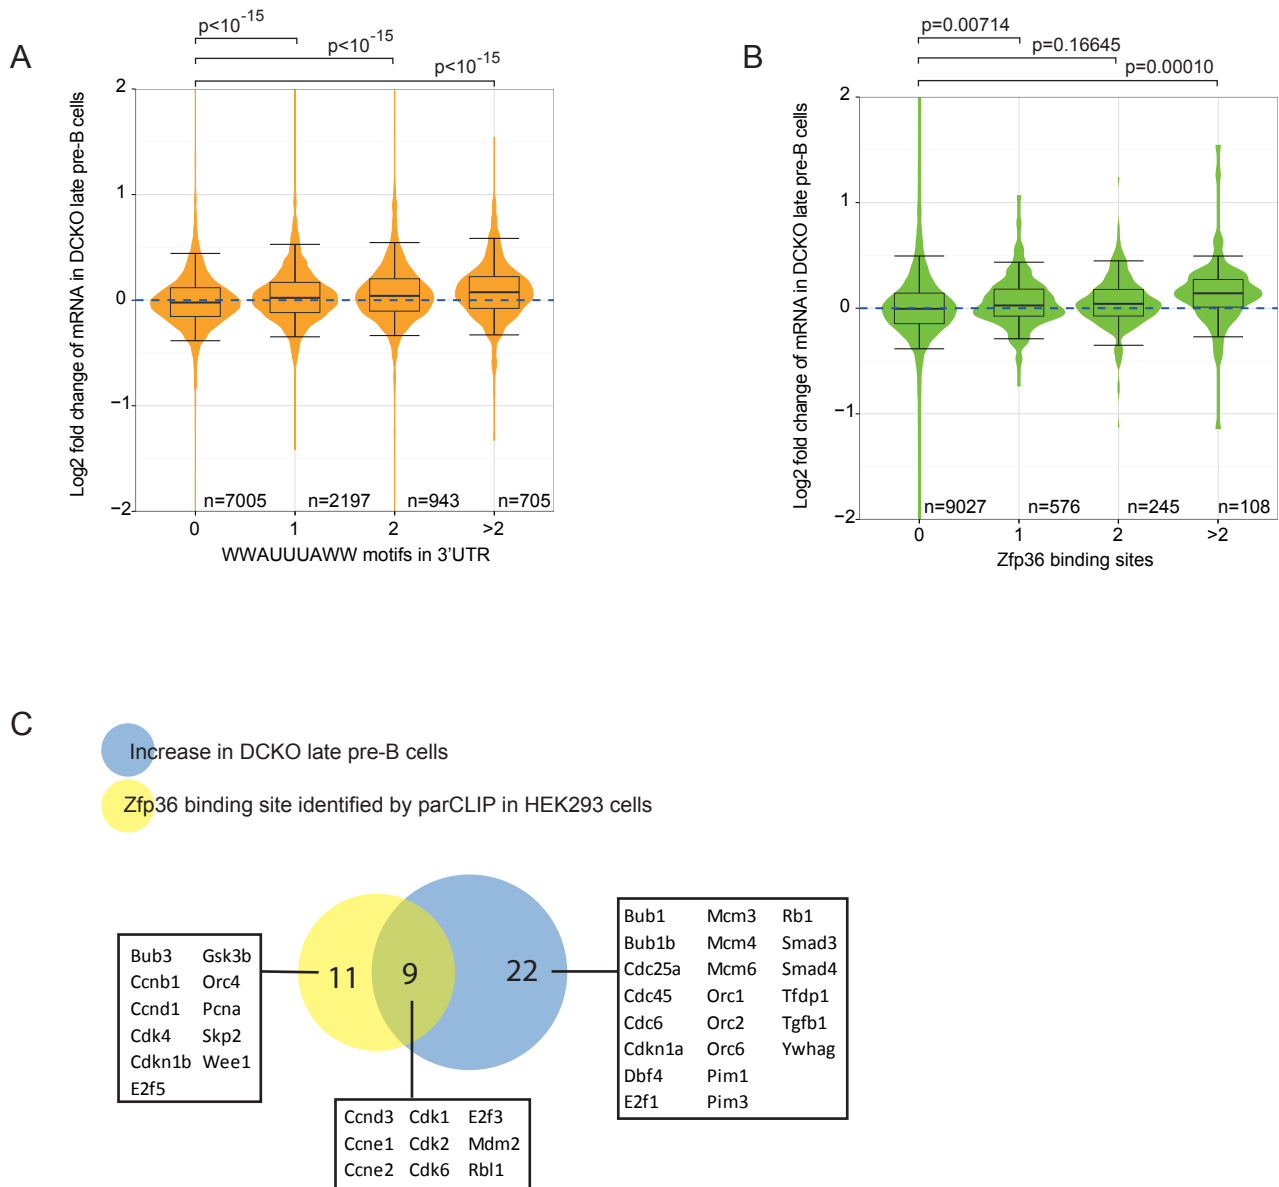 A
p<10-15
p<10-15
p<10-15
Log2 fold change of mRNA in DCKO late pre-B cells
2
1
0
−1
−2
n=7005
n=2197
n=943
n=705
0
1
2
>2
WWAUUUAWW motifs in 3'UTR
B
p=0.00714
p=0.16645
p=0.00010
Log2 fold change of mRNA in DCKO late pre-B cells
2
1
0
−1
−2
n=9027
n=576
n=245
n=108
0
1
2
>2
Zfp36 binding sites
C
Increase in DCKO late pre-B cells
Zfp36 binding site identified by parCLIP in HEK293 cells
11
9
22
Bub3 Gsk3b
Ccnb1 Orc4
Ccnd1 Pcna
Cdk4 Skp2
Cdkn1b Wee1
E2f5
Ccnd3 Cdk1 E2f3
Ccne1 Cdk2 Mdm2
Ccne2 Cdk6 Rbl1
Bub1 Mcm3 Rb1
Bub1b Mcm4 Smad3
Cdc25a Mcm6 Smad4
Cdc45 Orc1 Tfdp1
Cdc6 Orc2 Tgfb1
Cdkn1a Orc6 Ywhag
Dbf4 Pim1
E2f1 Pim3